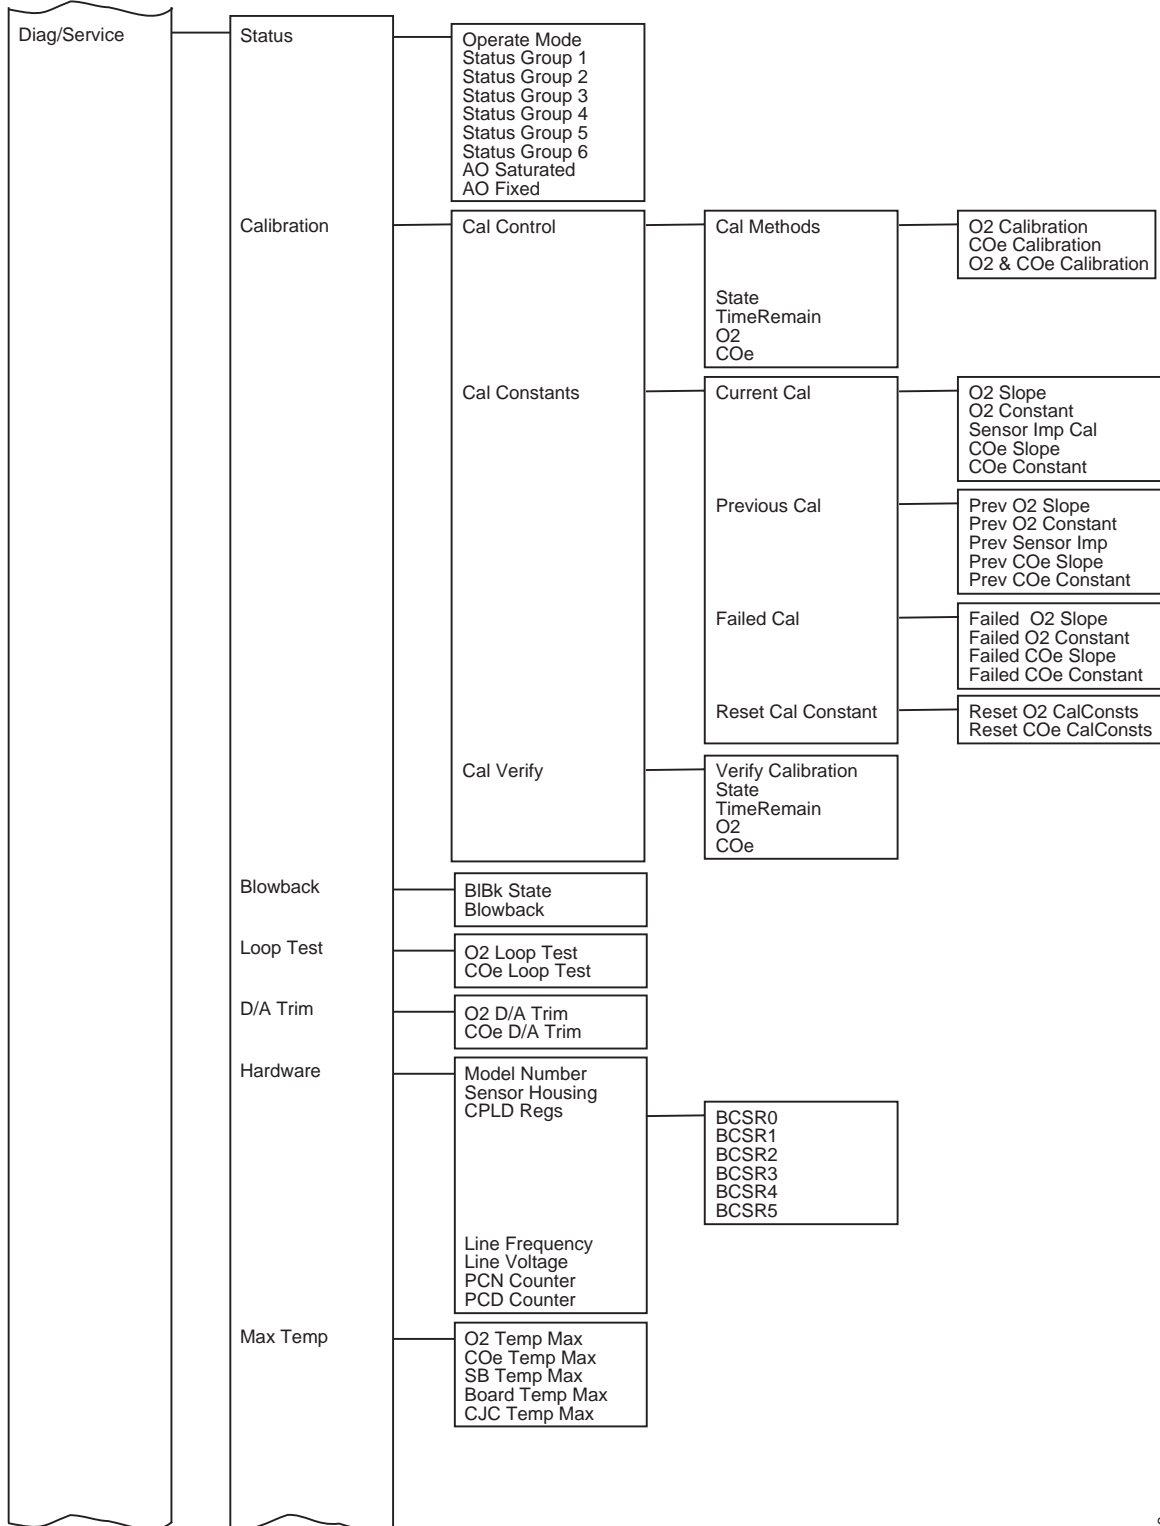 Diag/Service
Status
Operate Mode
Status Group 1
Status Group 2
Status Group 3
Status Group 4
Status Group 5
Status Group 6
AO Saturated
AO Fixed
Calibration
Cal Control
Cal Methods
O2 Calibration
COe Calibration
O2 & COe Calibration
State
TimeRemain
O2
COe
Cal Constants
Current Cal
O2 Slope
O2 Constant
Sensor Imp Cal
COe Slope
COe Constant
Previous Cal
Prev O2 Slope
Prev O2 Constant
Prev Sensor Imp
Prev COe Slope
Prev COe Constant
Failed Cal
Failed O2 Slope
Failed O2 Constant
Failed COe Slope
Failed COe Constant
Reset Cal Constant
Reset O2 CalConsts
Reset COe CalConsts
Cal Verify
Verify Calibration
State
TimeRemain
O2
COe
Blowback
BlBk State
Blowback
Loop Test
O2 Loop Test
COe Loop Test
D/A Trim
O2 D/A Trim
COe D/A Trim
Hardware
Model Number
Sensor Housing
CPLD Regs
BCSR0
BCSR1
BCSR2
BCSR3
BCSR4
BCSR5
Line Frequency
Line Voltage
PCN Counter
PCD Counter
Max Temp
O2 Temp Max
COe Temp Max
SB Temp Max
Board Temp Max
CJC Temp Max